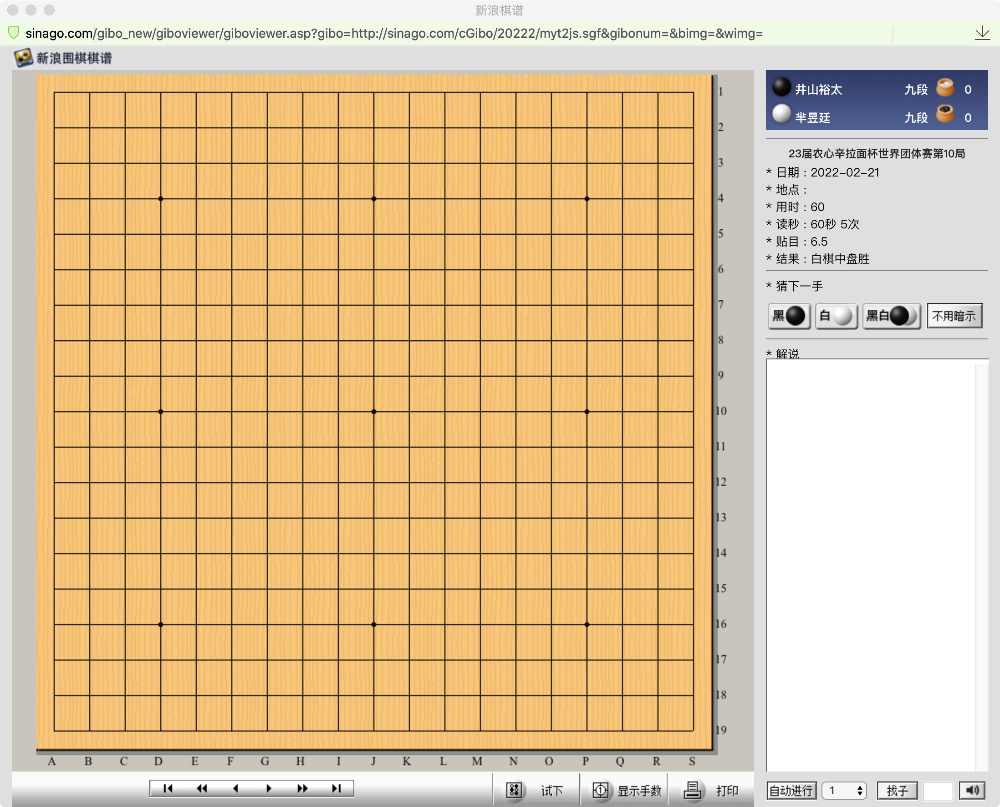 新浪棋谱
sinago.com/gibo_new/giboviewer/giboviewer.asp?gibo=http://sinago.com/cGibo/20222/myt2js.sgf&gibonum=&bimg=&wimg=
新浪围棋棋谱
井山裕太 九段 0
芈昱廷 九段 0
23届农心辛拉面杯世界团体赛第10局
* 日期：2022-02-21
* 地点：
* 用时：60
* 读秒：60秒 5次
* 贴目：6.5
* 结果：白棋中盘胜
* 猜下一手
黑 白 黑白 不用暗示
* 解说
1
2
3
4
5
6
7
8
9
10
11
12
13
14
15
16
17
18
19
A B C D E F G H I J K L M N O P Q R S
试下 1 显示手数 打印
自动进行 1 找子